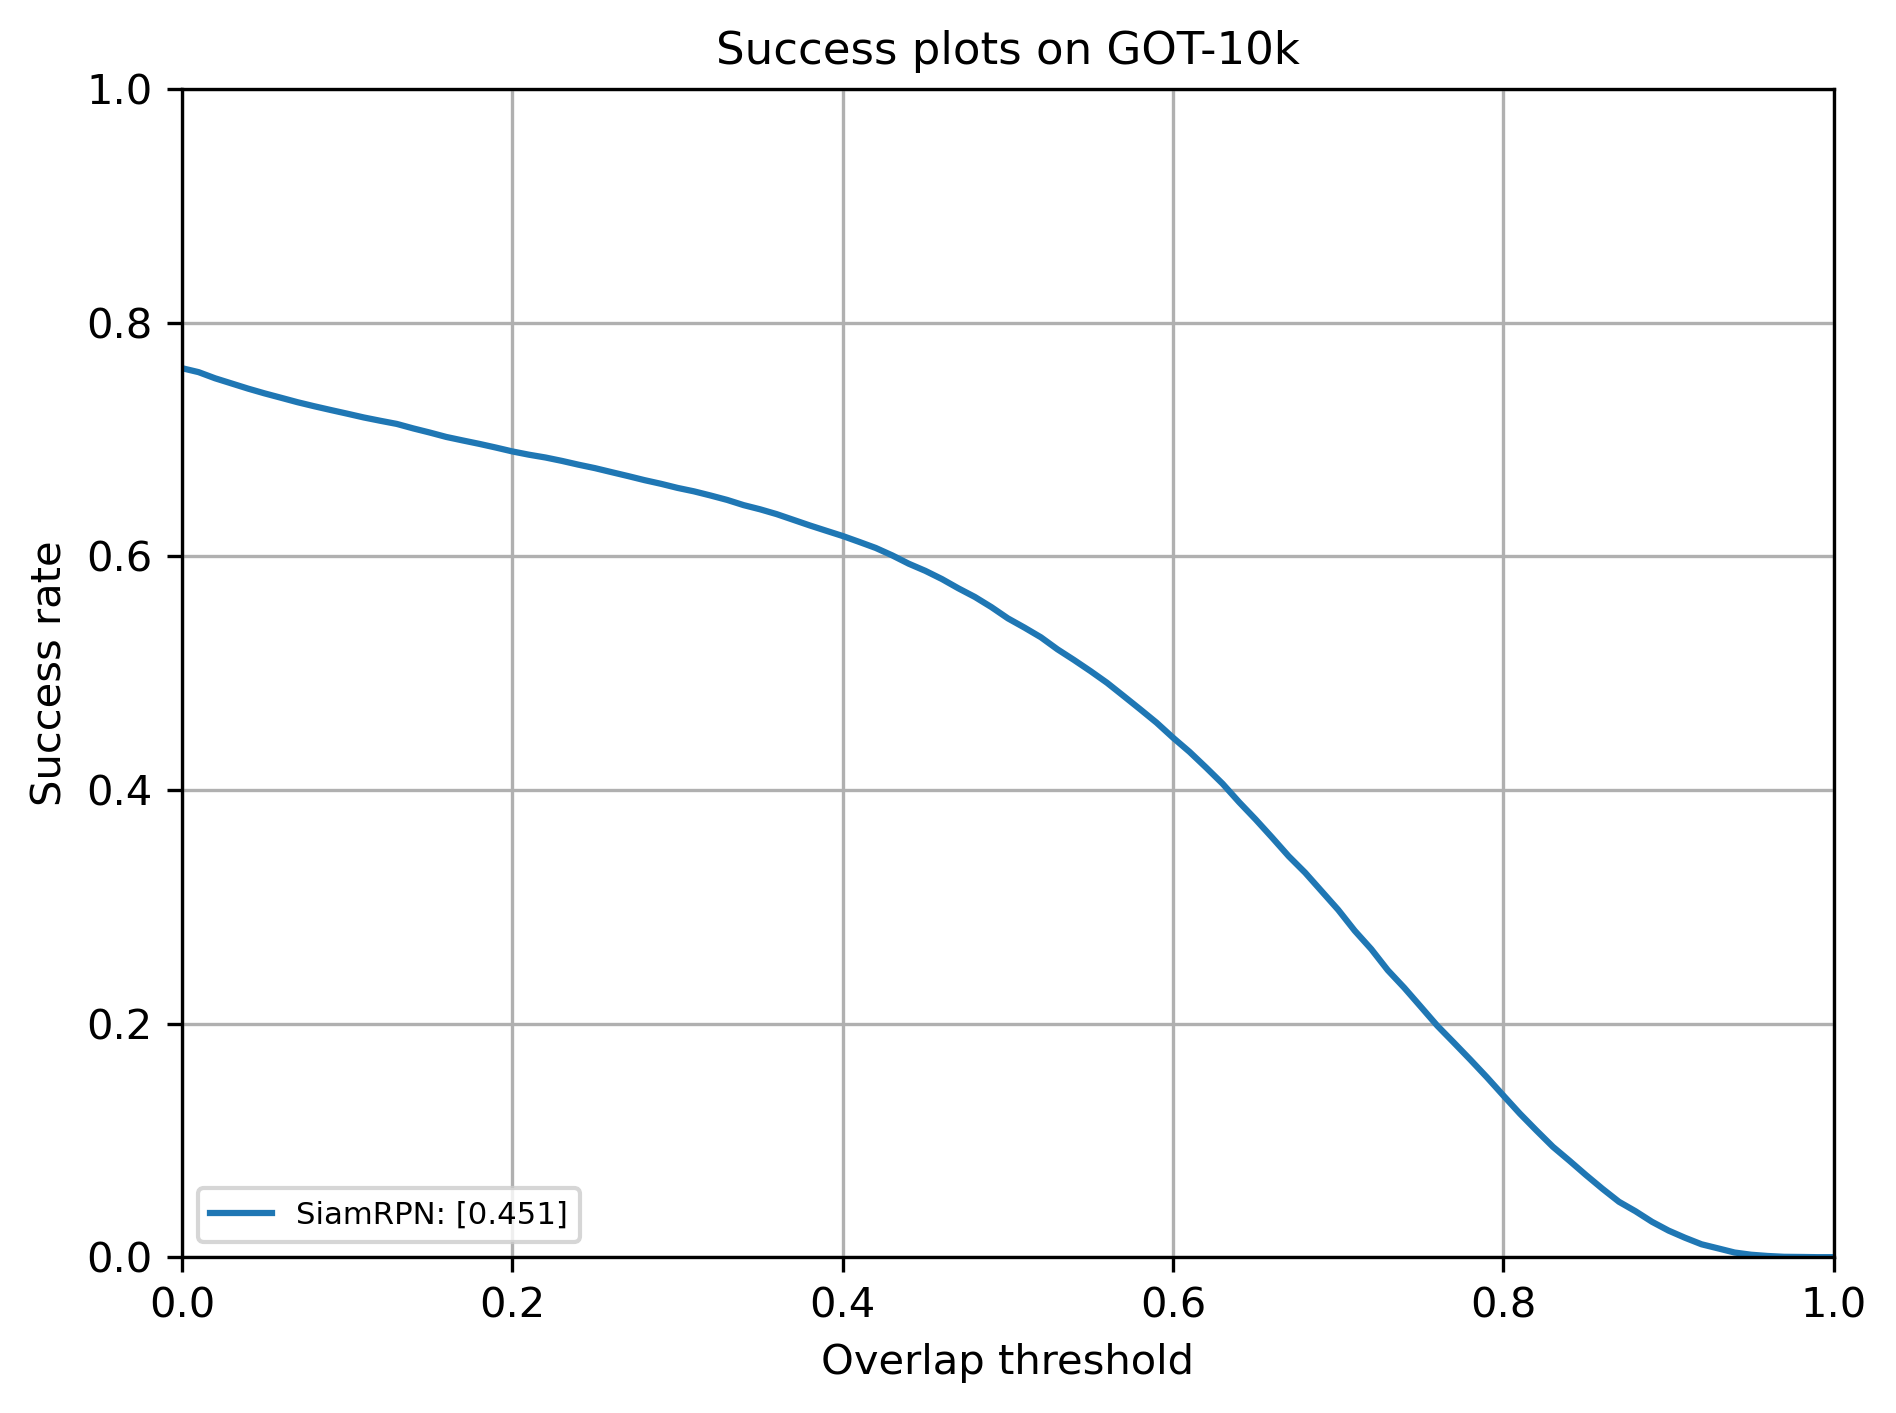 Success plots on GOT-10k
1.0
0.8
0.6
0.4
0.2
0.0
Success rate
SiamRPN: [0.451]
0.0 0.2 0.4 0.6 0.8 1.0
Overlap threshold